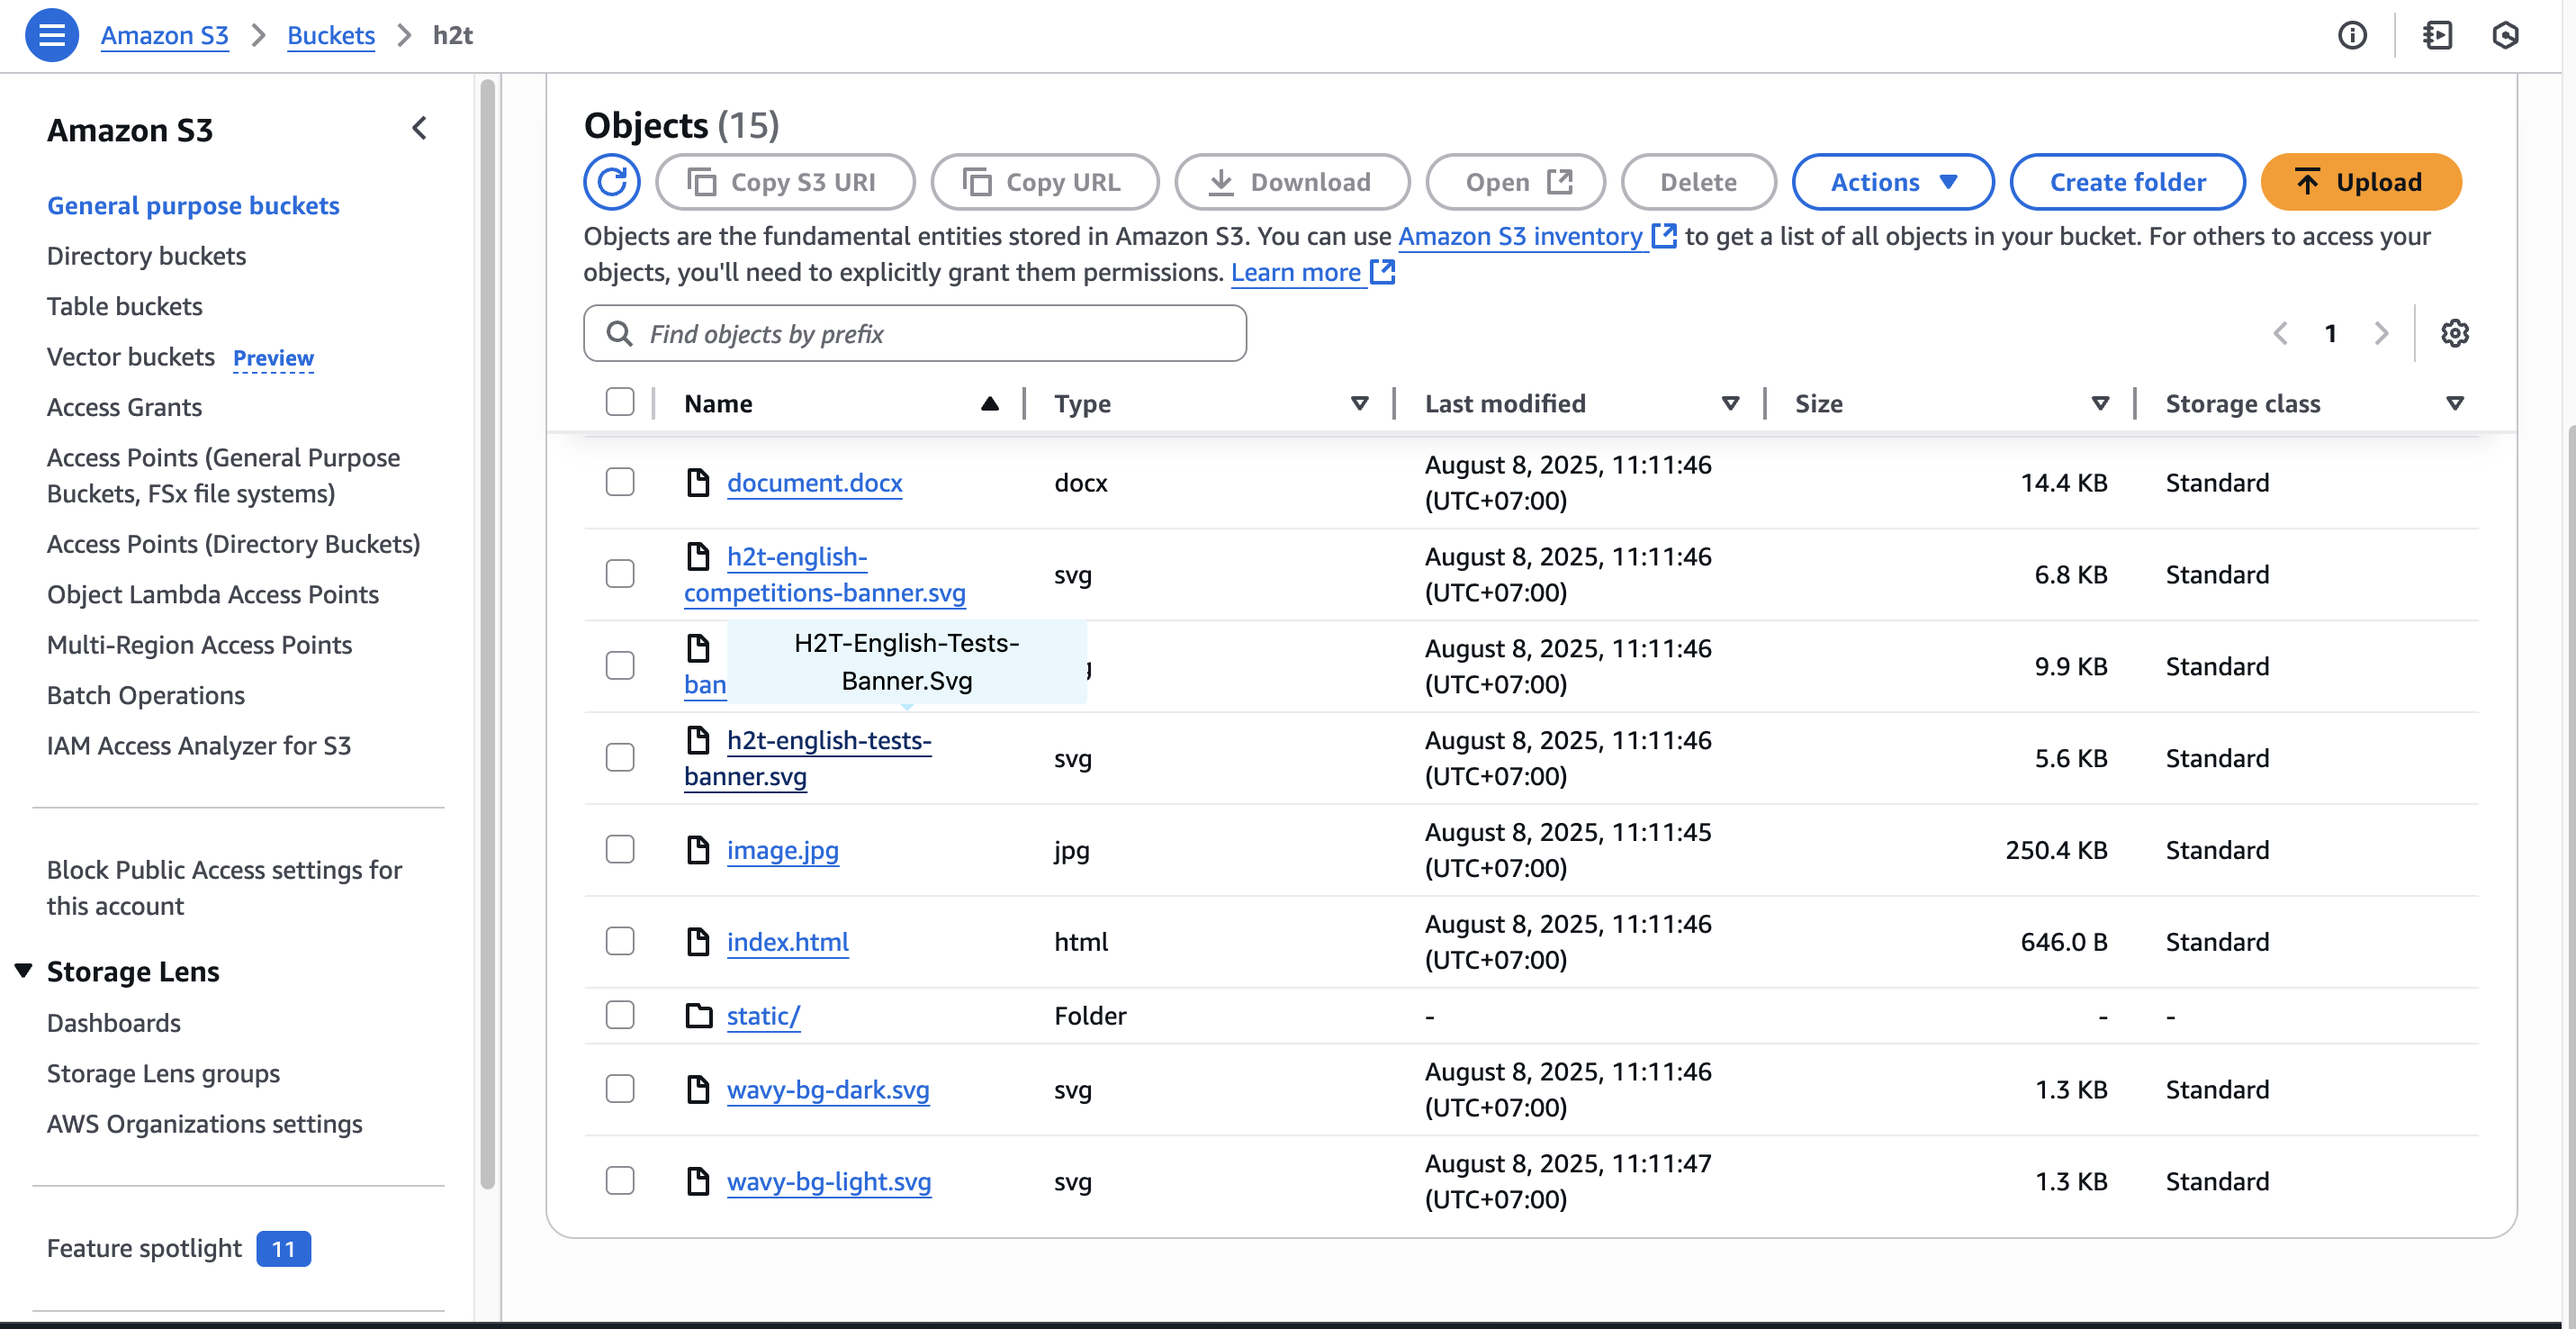 Amazon S3 > Buckets > h2t
Amazon S3
General purpose buckets
Directory buckets
Table buckets
Vector buckets Preview
Access Grants
Access Points (General Purpose
Buckets, FSx file systems)
Access Points (Directory Buckets)
Object Lambda Access Points
Multi-Region Access Points
Batch Operations
IAM Access Analyzer for S3
Block Public Access settings for
this account
Storage Lens
Dashboards
Storage Lens groups
AWS Organizations settings
Feature spotlight 11
Objects (15)
Copy S3 URI Copy URL Download Open Delete Actions Create folder Upload
Objects are the fundamental entities stored in Amazon S3. You can use Amazon S3 inventory to get a list of all objects in your bucket. For others to access your
objects, you'll need to explicitly grant them permissions. Learn more
Find objects by prefix
1
Name Type Last modified Size Storage class
document.docx docx August 8, 2025, 11:11:46 (UTC+07:00) 14.4 KB Standard
h2t-english-
competitions-banner.svg svg August 8, 2025, 11:11:46 (UTC+07:00) 6.8 KB Standard
H2T-English-Tests-
Banner.Svg
ban August 8, 2025, 11:11:46 (UTC+07:00) 9.9 KB Standard
h2t-english-tests-
banner.svg svg August 8, 2025, 11:11:46 (UTC+07:00) 5.6 KB Standard
image.jpg jpg August 8, 2025, 11:11:45 (UTC+07:00) 250.4 KB Standard
index.html html August 8, 2025, 11:11:46 (UTC+07:00) 646.0 B Standard
static/ Folder - - -
wavy-bg-dark.svg svg August 8, 2025, 11:11:46 (UTC+07:00) 1.3 KB Standard
wavy-bg-light.svg svg August 8, 2025, 11:11:47 (UTC+07:00) 1.3 KB Standard